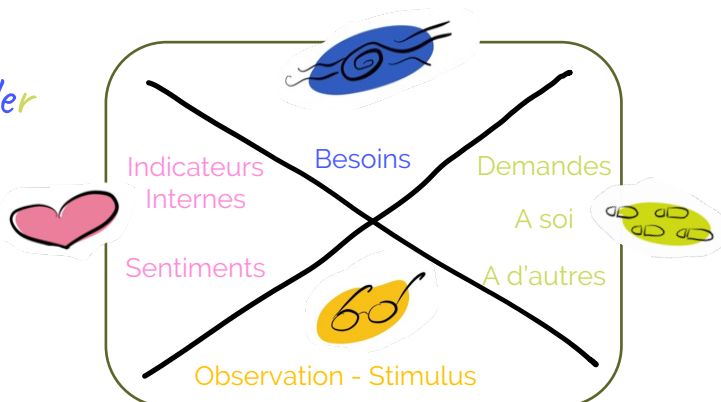 Besoins
Indicateurs
Internes
Sentiments
Demandes
A soi
A d'autres
Observation - Stimulus